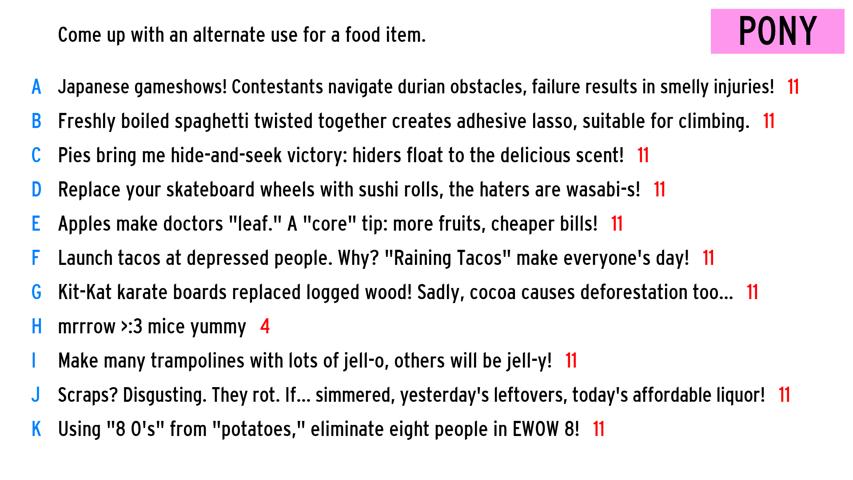 Come up with an alternate use for a food item.
PONY
A Japanese gameshows! Contestants navigate durian obstacles, failure results in smelly injuries! 11
B Freshly boiled spaghetti twisted together creates adhesive lasso, suitable for climbing. 11
C Pies bring me hide-and-seek victory: hiders float to the delicious scent! 11
D Replace your skateboard wheels with sushi rolls, the haters are wasabi-s! 11
E Apples make doctors "leaf." A "core" tip: more fruits, cheaper bills! 11
F Launch tacos at depressed people. Why? "Raining Tacos" make everyone's day! 11
G Kit-Kat karate boards replaced logged wood! Sadly, cocoa causes deforestation too... 11
H mrrrow >:3 mice yummy 4
I Make many trampolines with lots of jell-o, others will be jell-y! 11
J Scraps? Disgusting. They rot. If... simmered, yesterday's leftovers, today's affordable liquor! 11
K Using "8 O's" from "potatoes," eliminate eight people in EWOW 8! 11